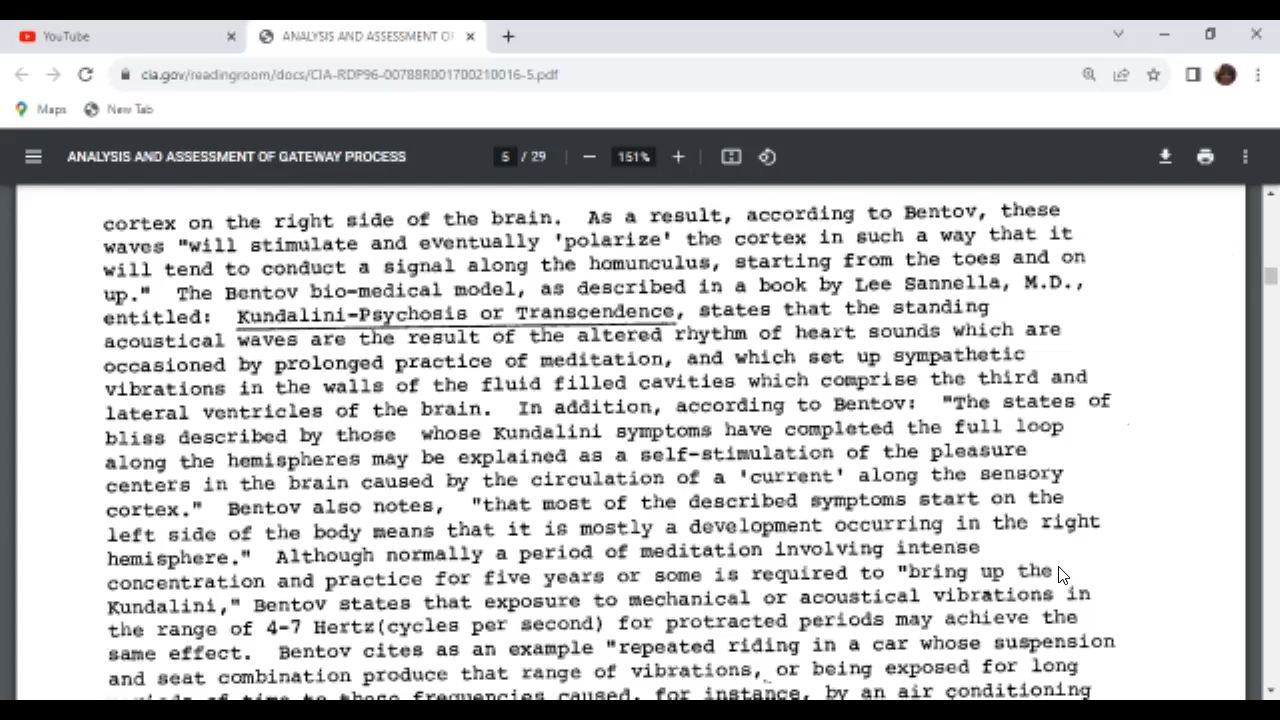 YouTube
ANALYSIS AND ASSESSMENT OF
cia.gov/readingroom/docs/CIA-RDP96-00788R001700210016-5.pdf
Maps New Tab
ANALYSIS AND ASSESSMENT OF GATEWAY PROCESS 5 / 29 151%
cortex on the right side of the brain. As a result, according to Bentov, these
waves "will stimulate and eventually 'polarize' the cortex in such a way that it
will tend to conduct a signal along the homunculus, starting from the toes and on
up." The Bentov bio-medical model, as described in a book by Lee Sannella, M.D.,
entitled: Kundalini-Psychosis or Transcendence, states that the standing
acoustical waves are the result of the altered rhythm of heart sounds which are
occasioned by prolonged practice of meditation, and which set up sympathetic
vibrations in the walls of the fluid filled cavities which comprise the third and
lateral ventricles of the brain. In addition, according to Bentov: "The states of
bliss described by those whose Kundalini symptoms have completed the full loop
along the hemispheres may be explained as a self-stimulation of the pleasure
centers in the brain caused by the circulation of a 'current' along the sensory
cortex." Bentov also notes, "that most of the described symptoms start on the
left side of the body means that it is mostly a development occurring in the right
hemisphere." Although normally a period of meditation involving intense
concentration and practice for five years or some is required to "bring up the
Kundalini," Bentov states that exposure to mechanical or acoustical vibrations in
the range of 4-7 Hertz(cycles per second) for protracted periods may achieve the
same effect. Bentov cites as an example "repeated riding in a car whose suspension
and seat combination produce that range of vibrations, or being exposed for long
periods of time to these frequencies caused, for instance, by an air conditioning